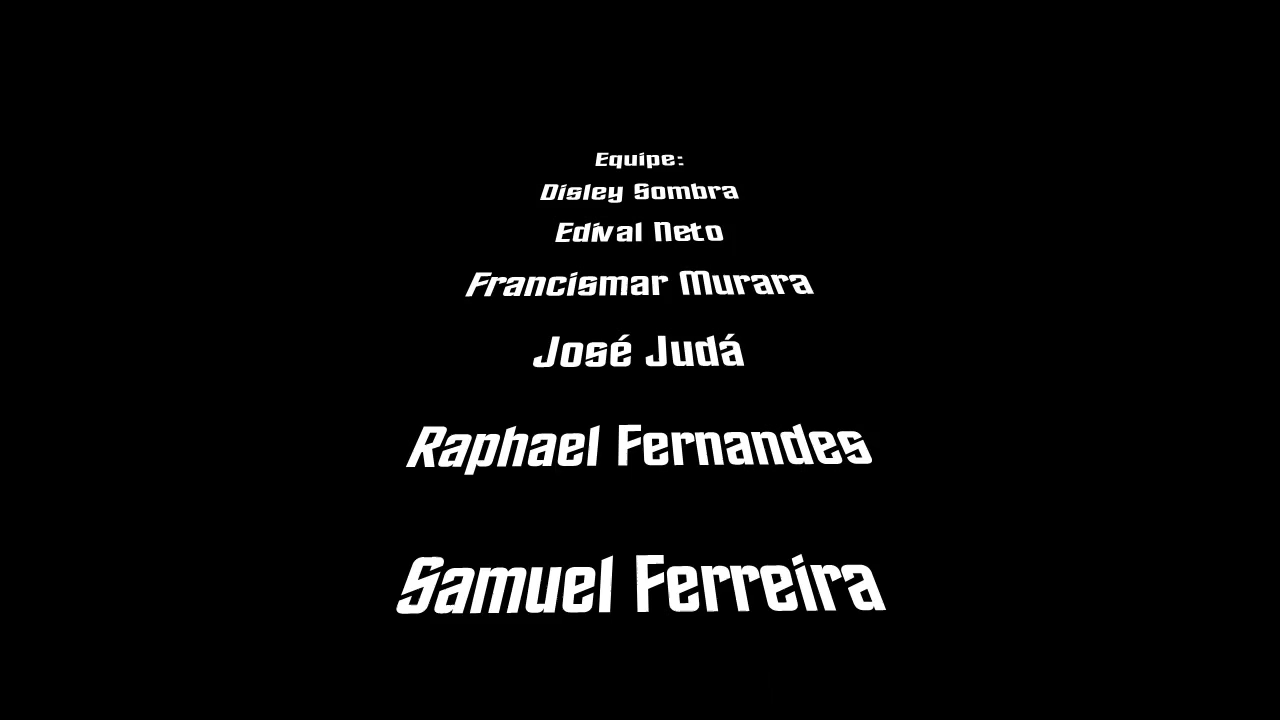 Equipe:
Disley Sombra
Edival Neto
Francismar Murara
José Judá
Raphael Fernandes
Samuel Ferreira